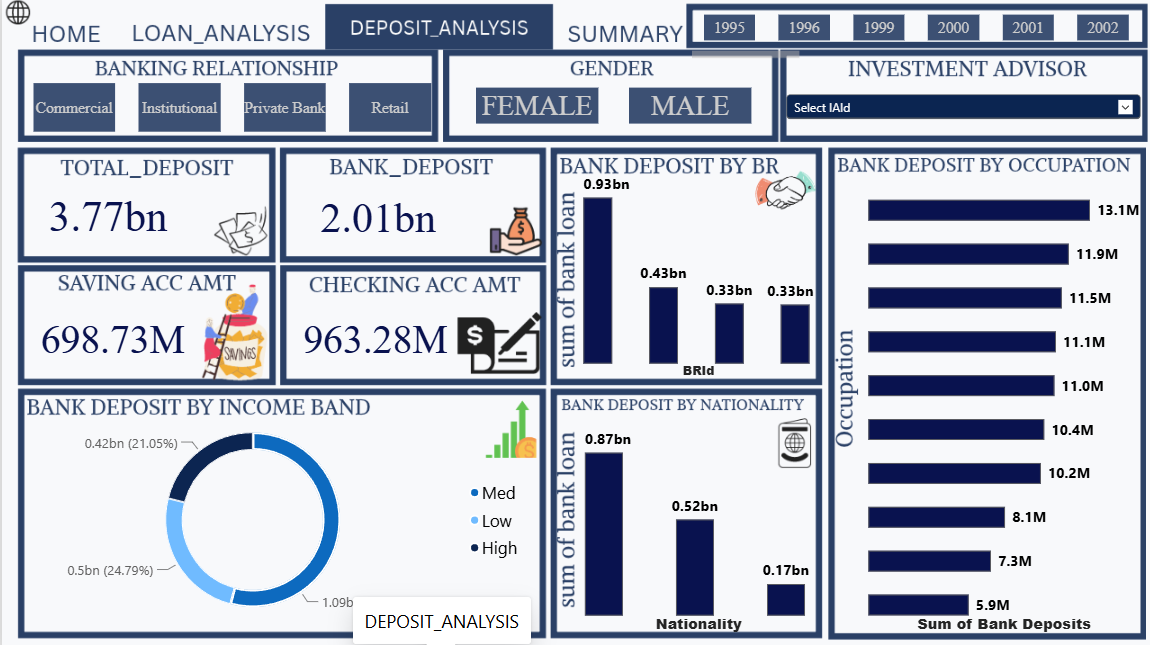 HOME
LOAN_ANALYSIS
DEPOSIT_ANALYSIS
SUMMARY
1995
1996
1999
2000
2001
2002
BANKING RELATIONSHIP
Commercial
Institutional
Private Bank
Retail
GENDER
FEMALE
MALE
INVESTMENT ADVISOR
Select IAId
TOTAL_DEPOSIT
3.77bn
BANK_DEPOSIT
2.01bn
SAVING ACC AMT
698.73M
SAVINGS
CHECKING ACC AMT
963.28M
BANK DEPOSIT BY BR
sum of bank loan
0.93bn
0.43bn
0.33bn
0.33bn
BRId
BANK DEPOSIT BY OCCUPATION
Occupation
13.1M
11.9M
11.5M
11.1M
11.0M
10.4M
10.2M
8.1M
7.3M
5.9M
Sum of Bank Deposits
BANK DEPOSIT BY INCOME BAND
0.42bn (21.05%)
0.5bn (24.79%)
1.09b
Med
Low
High
DEPOSIT_ANALYSIS
BANK DEPOSIT BY NATIONALITY
sum of bank loan
0.87bn
0.52bn
0.17bn
Nationality